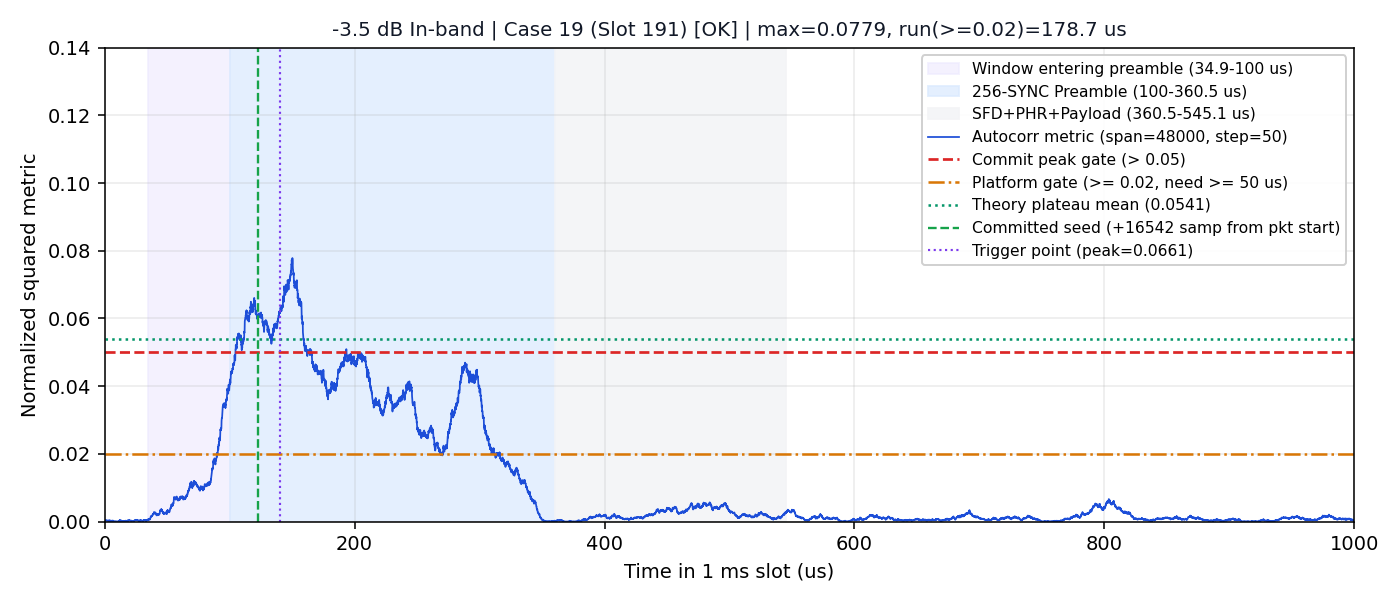 -3.5 dB In-band | Case 19 (Slot 191) [OK] | max=0.0779, run(>=0.02)=178.7 us
Normalized squared metric
0.14
0.12
0.10
0.08
0.06
0.04
0.02
0.00
Window entering preamble (34.9-100 us)
256-SYNC Preamble (100-360.5 us)
SFD+PHR+Payload (360.5-545.1 us)
Autocorr metric (span=48000, step=50)
Commit peak gate (> 0.05)
Platform gate (>= 0.02, need >= 50 us)
Theory plateau mean (0.0541)
Committed seed (+16542 samp from pkt start)
Trigger point (peak=0.0661)
0 200 400 600 800 1000
Time in 1 ms slot (us)